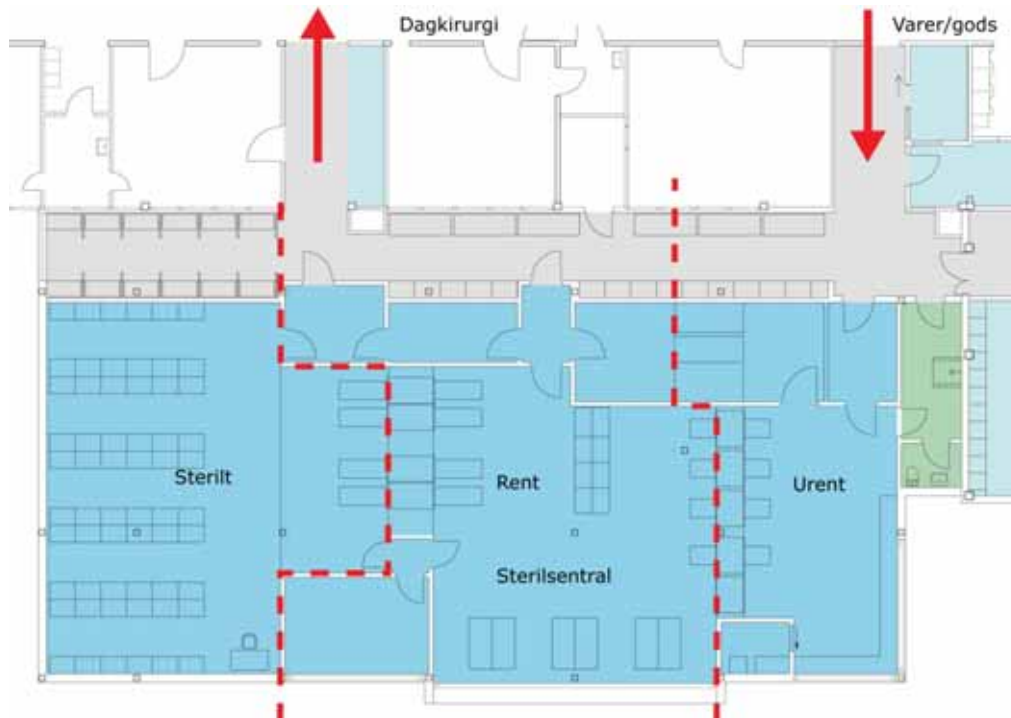 Dagkirurgi
Varer/gods
Sterilt
Rent
Urent
Sterilsentral